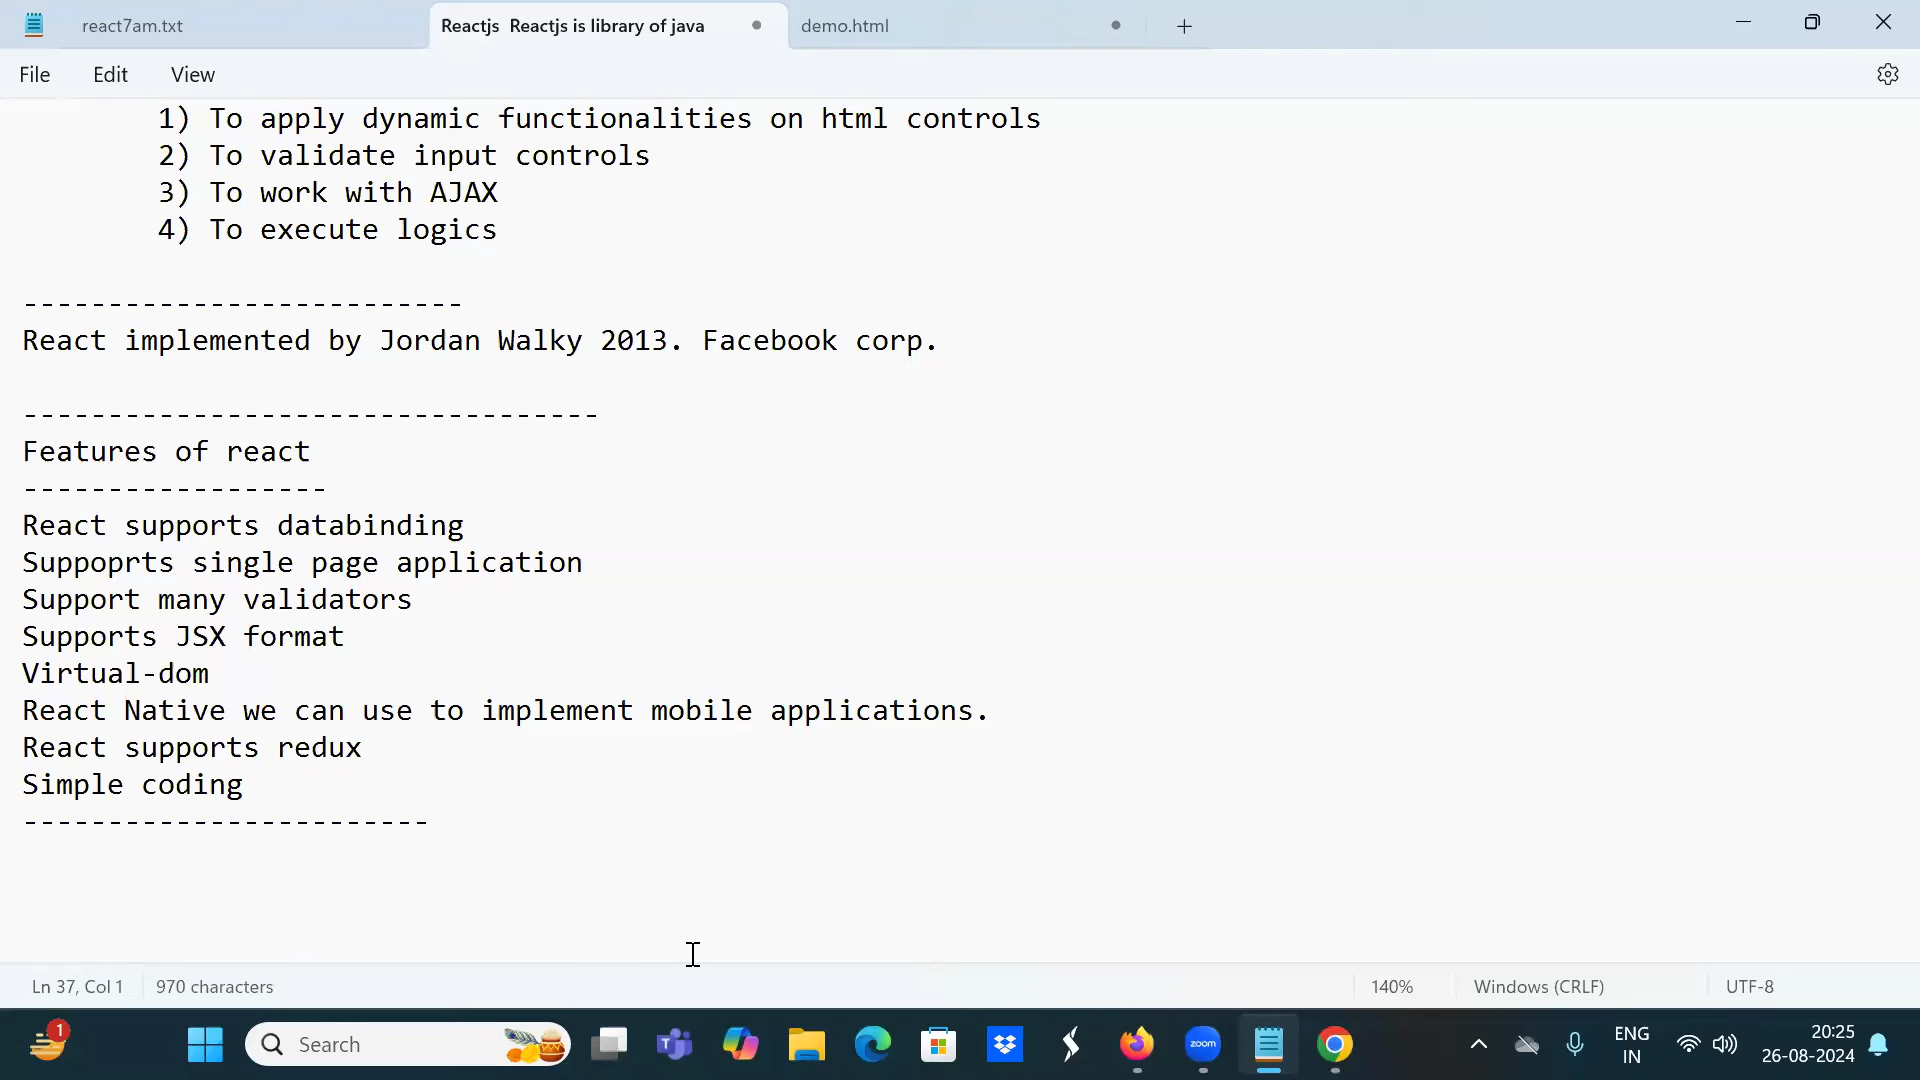 react7am.txt
Reactjs  Reactjs is library of java
demo.html
File
Edit
View
1) To apply dynamic functionalities on html controls
2) To validate input controls
3) To work with AJAX
4) To execute logics
--------------------------
React implemented by Jordan Walky 2013. Facebook corp.
----------------------------------
Features of react
------------------
React supports databinding
Suppoprts single page application
Support many validators
Supports JSX format
Virtual-dom
React Native we can use to implement mobile applications.
React supports redux
Simple coding
------------------------
Ln 37, Col 1
970 characters
140%
Windows (CRLF)
UTF-8
1
Search
T
zoom
ENG
IN
20:25
26-08-2024